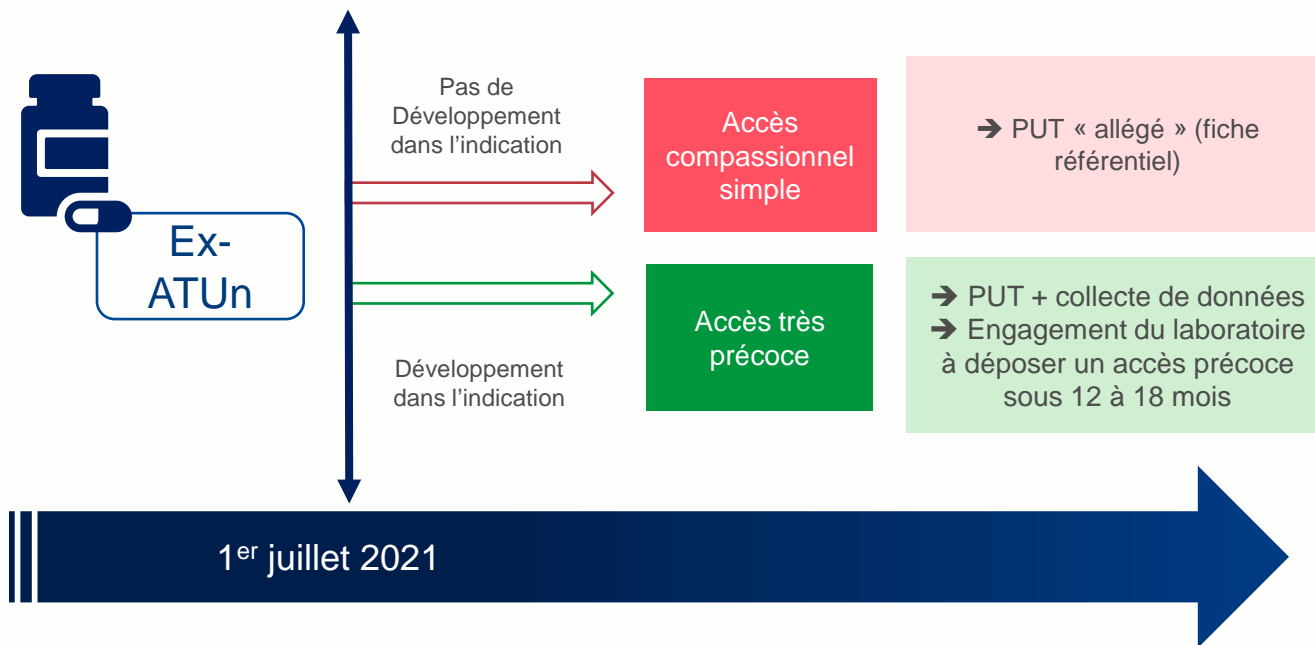 Ex-
ATUn
Pas de
Développement
dans l’indication
Accès
compassionnel
simple
➔ PUT « allégé » (fiche
référentiel)
Développement
dans l’indication
Accès très
précoce
➔ PUT + collecte de données
➔ Engagement du laboratoire
à déposer un accès précoce
sous 12 à 18 mois
1er juillet 2021